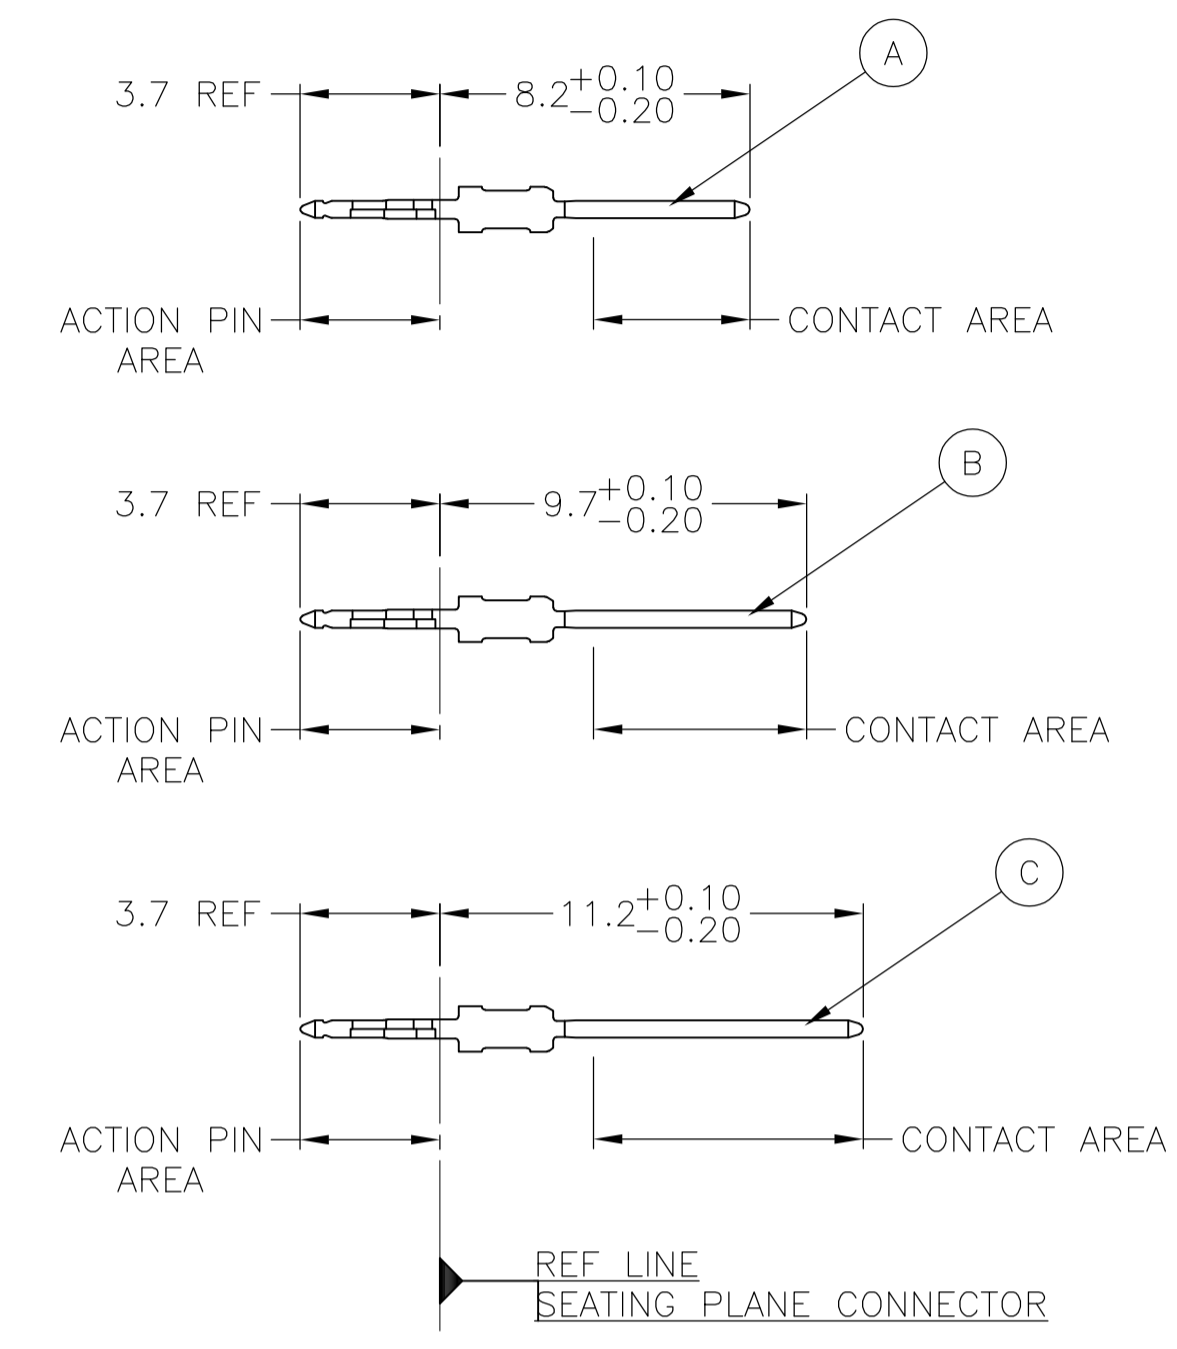 A
3.7 REF 8.2 +0.10 -0.20
ACTION PIN AREA
CONTACT AREA
B
3.7 REF 9.7 +0.10 -0.20
ACTION PIN AREA
CONTACT AREA
C
3.7 REF 11.2 +0.10 -0.20
ACTION PIN AREA
CONTACT AREA
REF LINE
SEATING PLANE CONNECTOR